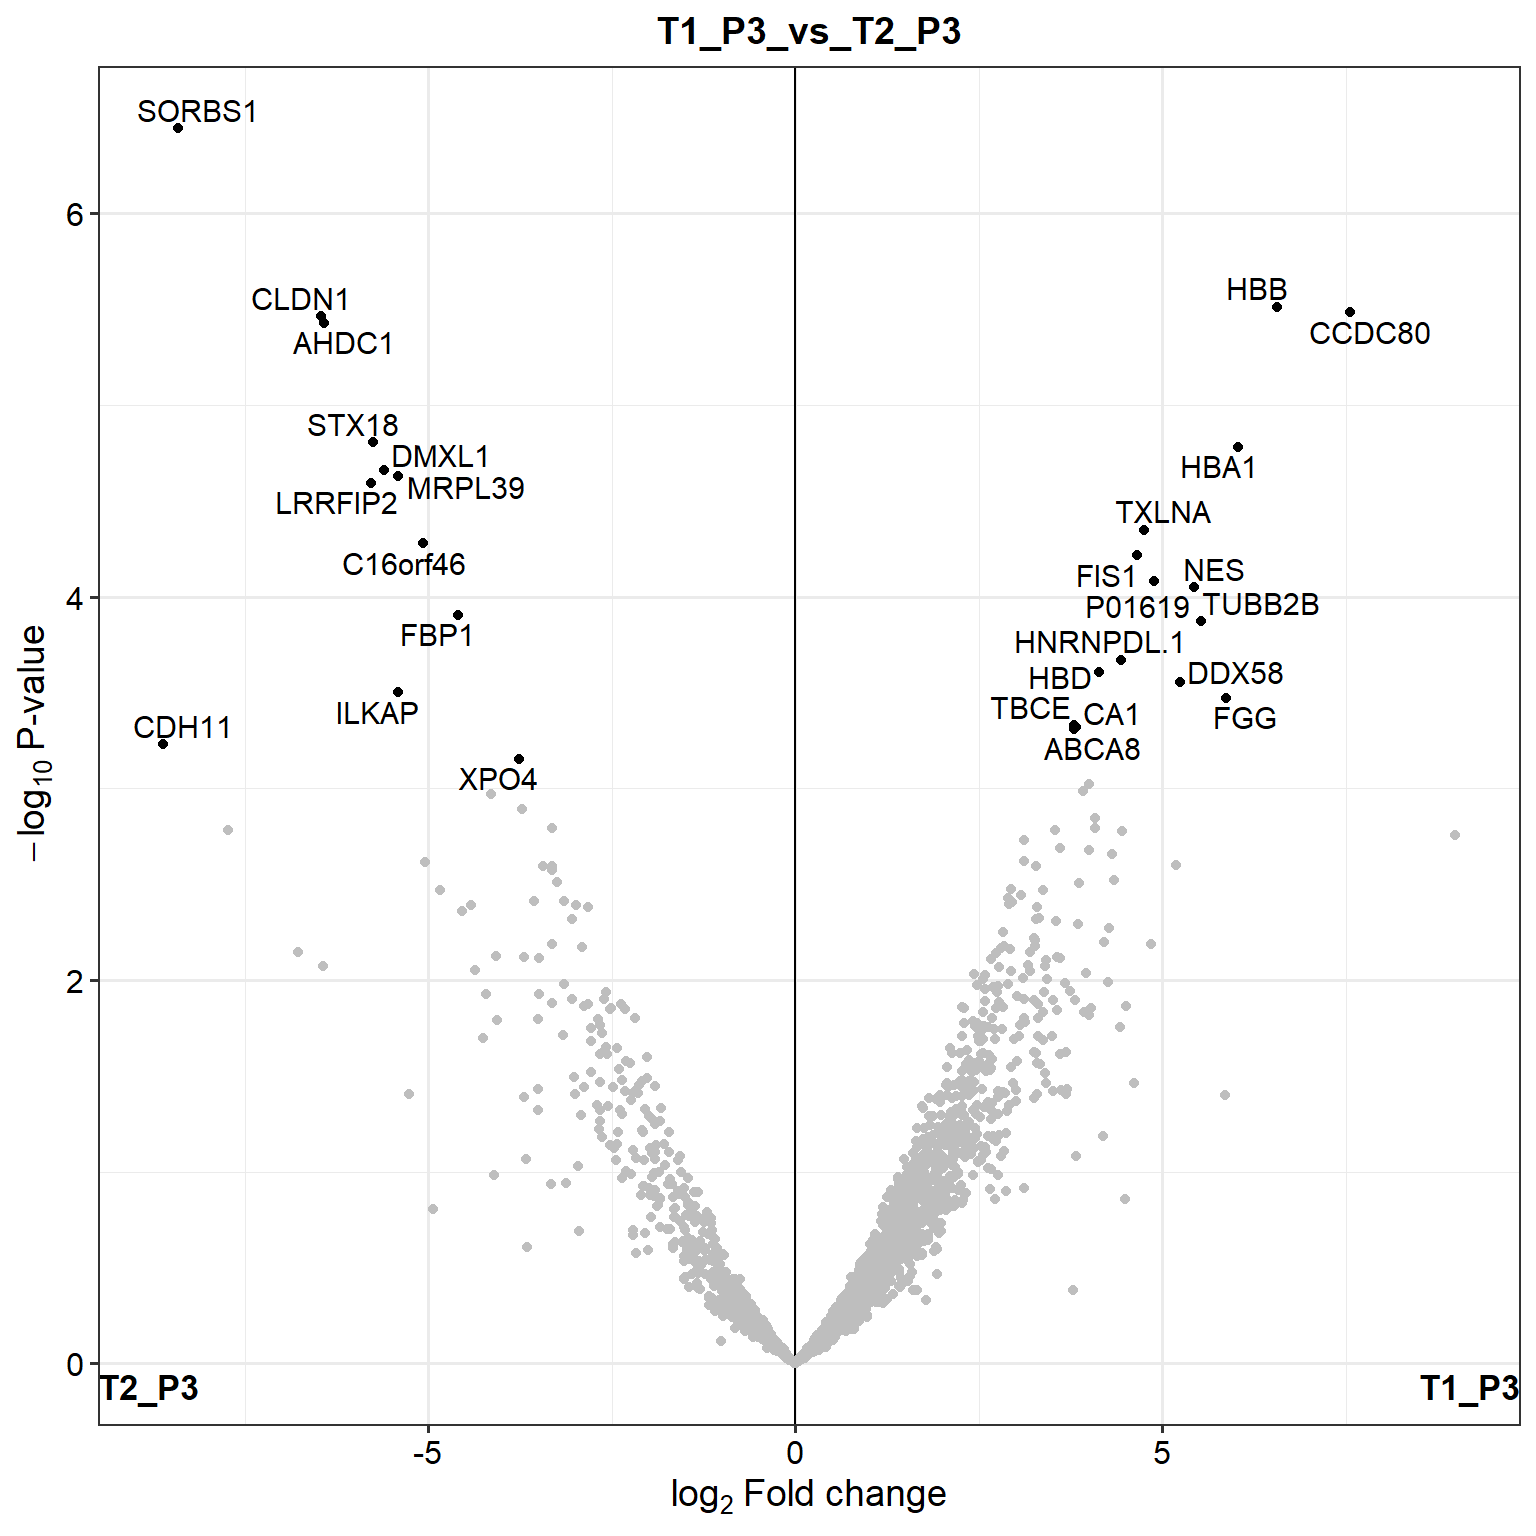 T1_P3_vs_T2_P3
SORBS1
6
CLDN1
HBB
AHDC1
CCDC80
STX18
DMXL1
HBA1
MRPL39
LRRFIP2
TXLNA
C16orf46
FIS1
NES
4
P01619
TUBB2B
FBP1
HNRNPDL.1
HBD
DDX58
ILKAP
TBCE
CA1
FGG
CDH11
ABCA8
XPO4
−log10 P-value
2
0
T2_P3
T1_P3
-5
0
5
log2 Fold change